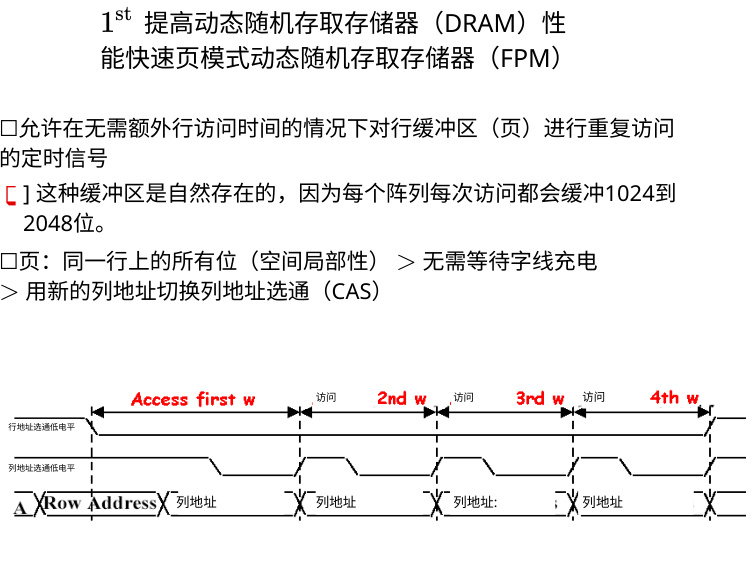 1st 提高动态随机存取存储器（DRAM）性
能快速页模式动态随机存取存储器（FPM）
□允许在无需额外行访问时间的情况下对行缓冲区（页）进行重复访问
的定时信号
] 这种缓冲区是自然存在的，因为每个阵列每次访问都会缓冲1024到
2048位。
□页：同一行上的所有位（空间局部性） > 无需等待字线充电
> 用新的列地址切换列地址选通（CAS）
Access first w 访问 2nd w 访问 3rd w 访问 4th w
行地址选通低电平
列地址选通低电平
A Row Address 列地址 列地址 列地址: 列地址